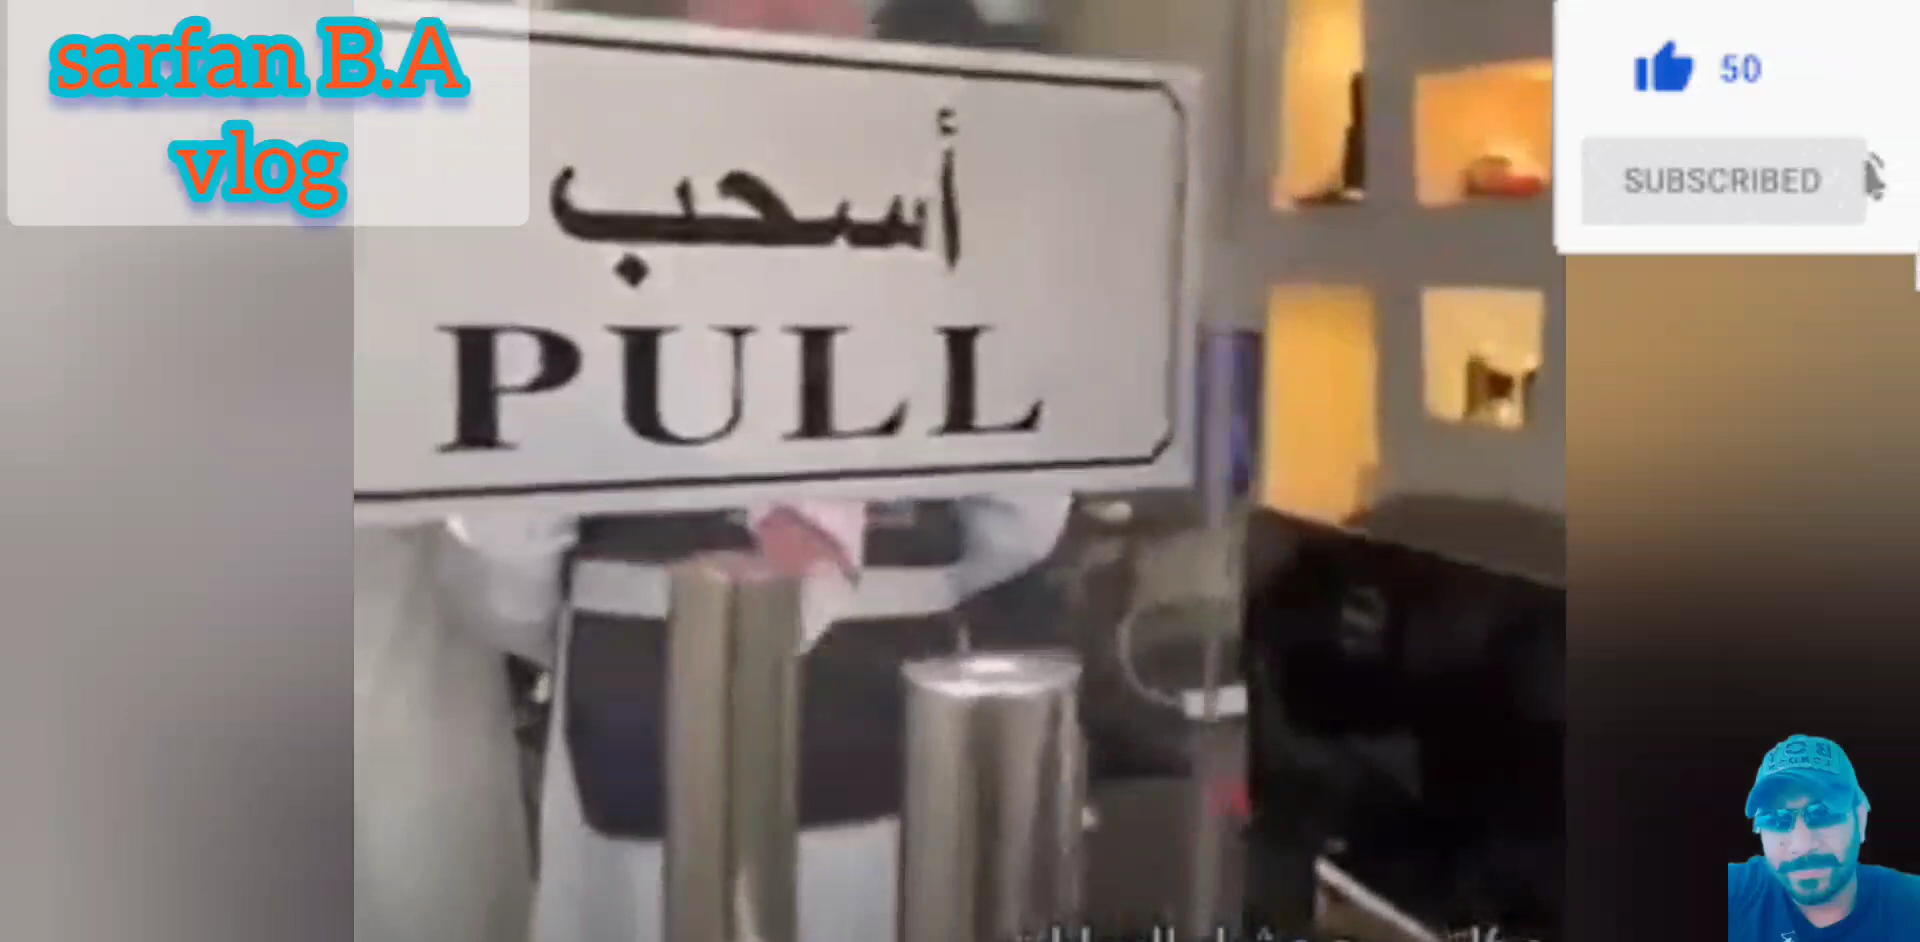 sarfan B.A
vlog
50
SUBSCRIBED
أسحب
PULL